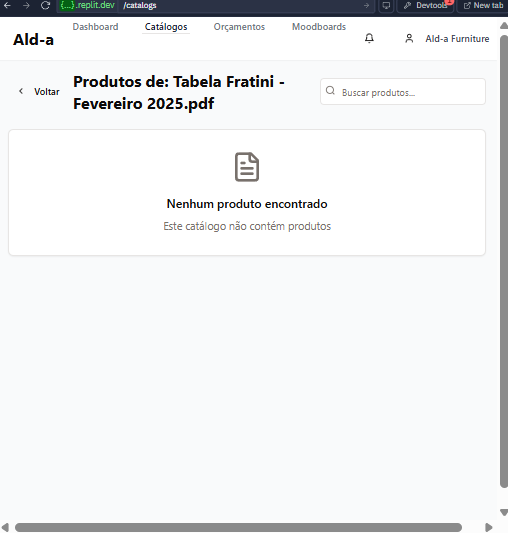 {...}.replit.dev /catalogs Devtools New tab
Ald-a Dashboard Catálogos Orçamentos Moodboards Ald-a Furniture
Voltar
Produtos de: Tabela Fratini -
Fevereiro 2025.pdf
Buscar produtos...
Nenhum produto encontrado
Este catálogo não contém produtos